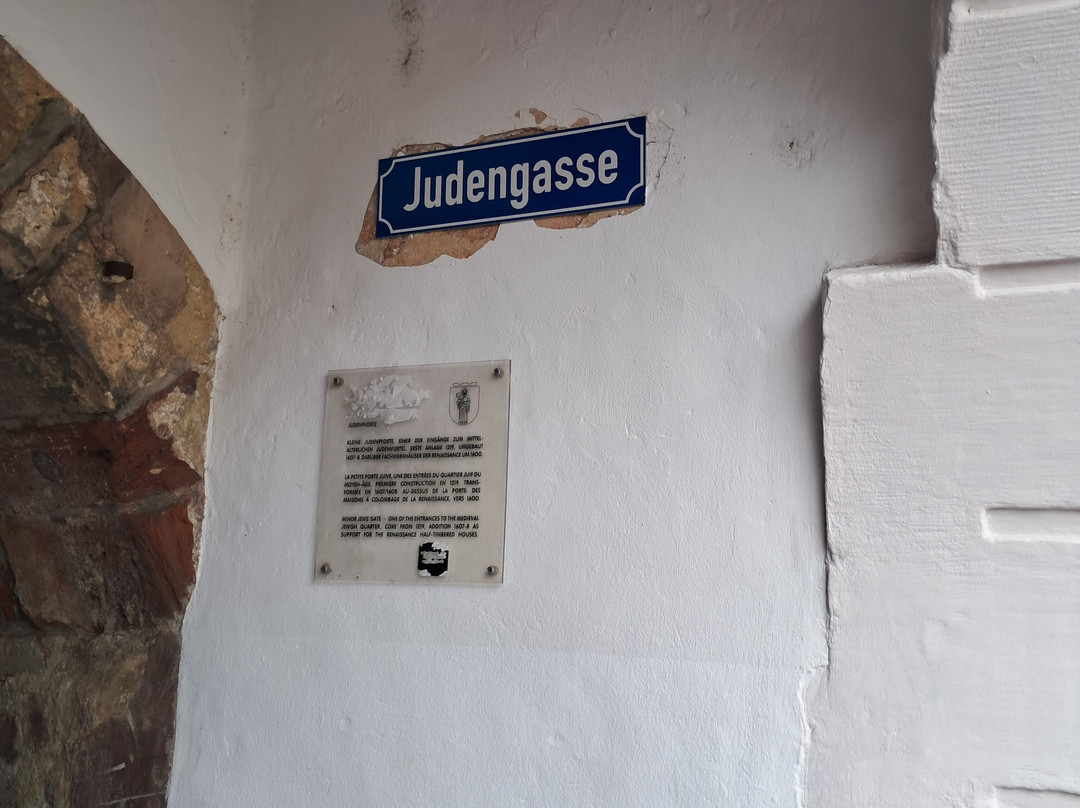 Judengasse
JUDENPFORTE
KLEINE JUDENPFORTE, EINER DER EINGÄNGE ZUM MITTEL-
ALTERLICHEN JUDENVIERTEL. ERSTE ANLAGE 1219, UMGEBAUT
1607-8. DARÜBER FACHWERKHÄUSER DER RENAISSANCE UM 1600.
LA PETITE PORTE JUIVE, UNE DES ENTRÉES DU QUARTIER JUIF DU
MOYEN-ÂGE. PREMIERE CONSTRUCTION EN 1219, TRANS-
FORMÉE EN 1607/1608. AU-DESSUS DE LA PORTE: DES
MAISONS À COLOMBAGE DE LA RENAISSANCE, VERS 1600.
MINOR JEWS GATE - ONE OF THE ENTRANCES TO THE MEDIEVAL
JEWISH QUARTER, CORE FROM 1219, ADDITION 1607-8 AS
SUPPORT FOR THE RENAISSANCE HALF-TIMBERED HOUSES.